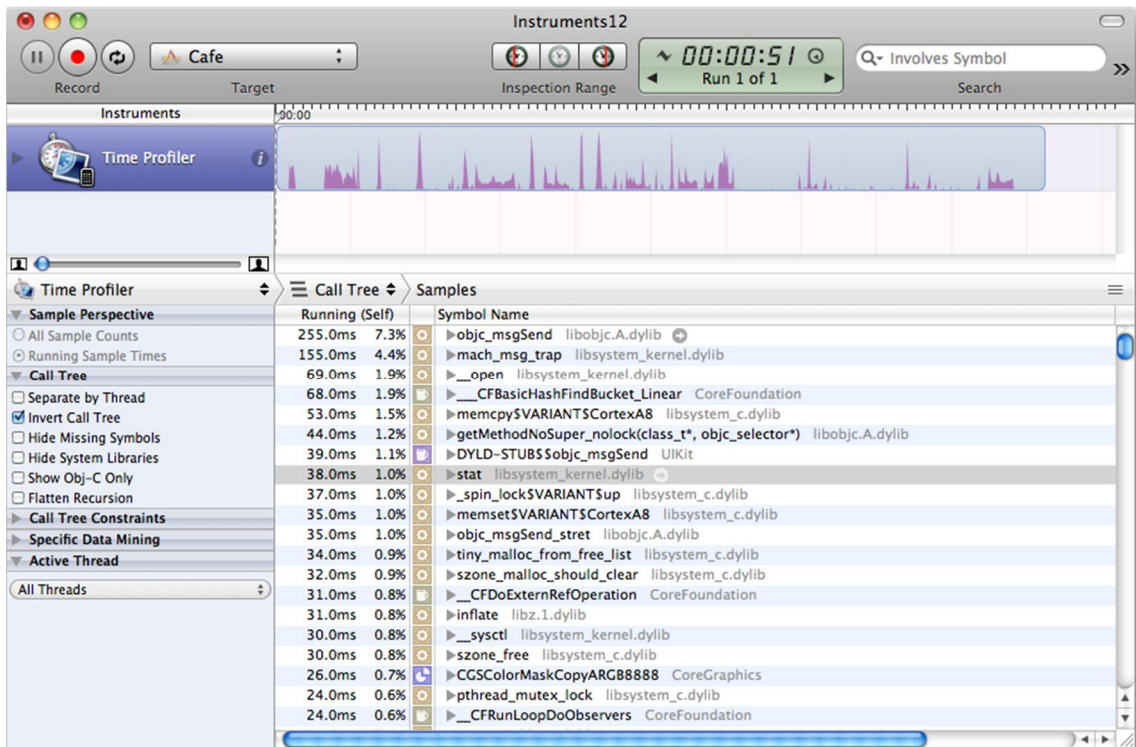 Instruments12
Cafe
00:00:51
Run 1 of 1
Involves Symbol
Record Target Inspection Range Search
Instruments 00:00
Time Profiler
Time Profiler Call Tree Samples
Sample Perspective Running (Self) Symbol Name
All Sample Counts 255.0ms 7.3% objc_msgSend libobjc.A.dylib
Running Sample Times 155.0ms 4.4% mach_msg_trap libsystem_kernel.dylib
Call Tree 69.0ms 1.9% __open libsystem_kernel.dylib
Separate by Thread 68.0ms 1.9% ___CFBasicHashFindBucket_Linear CoreFoundation
Invert Call Tree 53.0ms 1.5% memcpy$VARIANT$CortexA8 libsystem_c.dylib
Hide Missing Symbols 44.0ms 1.2% getMethodNoSuper_nolock(class_t*, objc_selector*) libobjc.A.dylib
Hide System Libraries 39.0ms 1.1% DYLD-STUB$$objc_msgSend UIKit
Show Obj-C Only 38.0ms 1.0% stat libsystem_kernel.dylib
Flatten Recursion 37.0ms 1.0% _spin_lock$VARIANT$up libsystem_c.dylib
Call Tree Constraints 35.0ms 1.0% memset$VARIANT$CortexA8 libsystem_c.dylib
Specific Data Mining 35.0ms 1.0% objc_msgSend_stret libobjc.A.dylib
Active Thread 34.0ms 0.9% tiny_malloc_from_free_list libsystem_c.dylib
All Threads 32.0ms 0.9% szone_malloc_should_clear libsystem_c.dylib
31.0ms 0.8% __CFDoExternRefOperation CoreFoundation
31.0ms 0.8% inflate libz.1.dylib
30.0ms 0.8% __sysctl libsystem_kernel.dylib
30.0ms 0.8% szone_free libsystem_c.dylib
26.0ms 0.7% CGSColorMaskCopyARGB8888 CoreGraphics
24.0ms 0.6% pthread_mutex_lock libsystem_c.dylib
24.0ms 0.6% __CFRunLoopDoObservers CoreFoundation